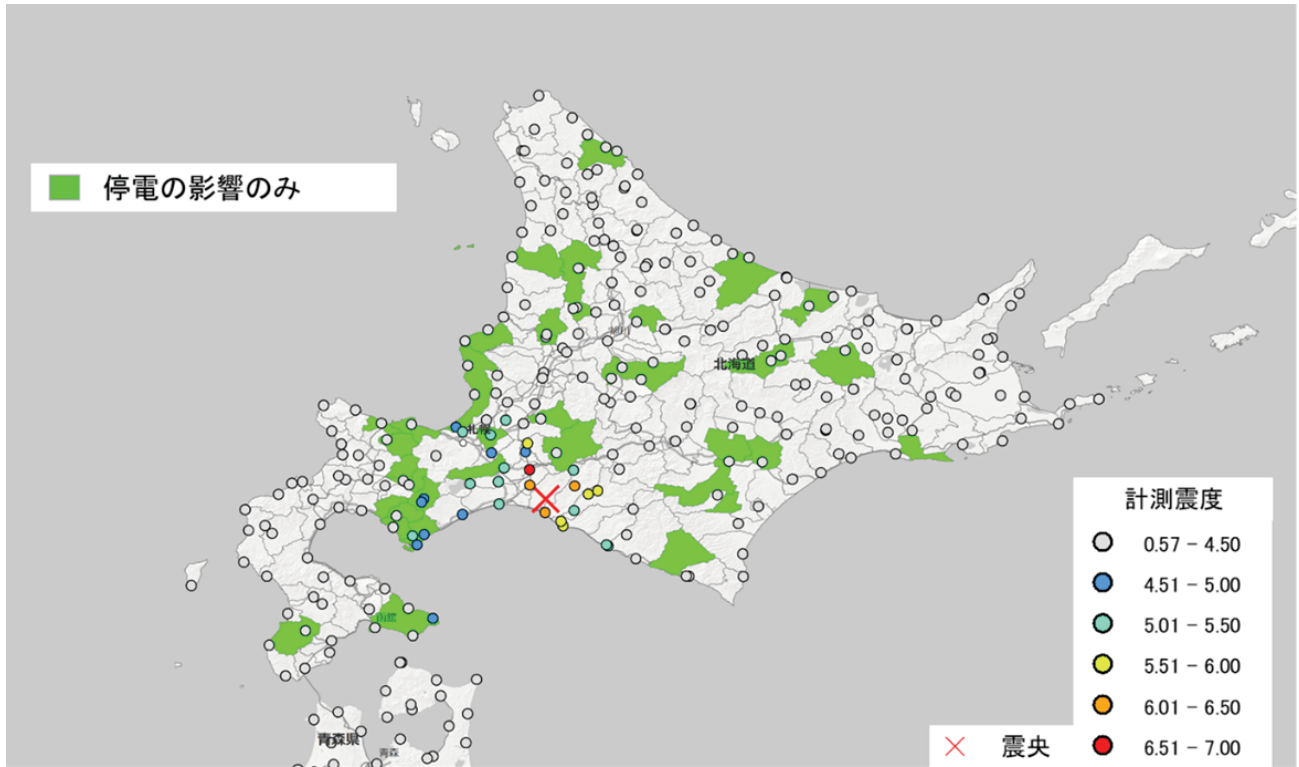 停電の影響のみ
旭川
北海道
札幌
函館
青森県
青森
計測震度
0.57 – 4.50
4.51 – 5.00
5.01 – 5.50
5.51 – 6.00
6.01 – 6.50
6.51 – 7.00
震央